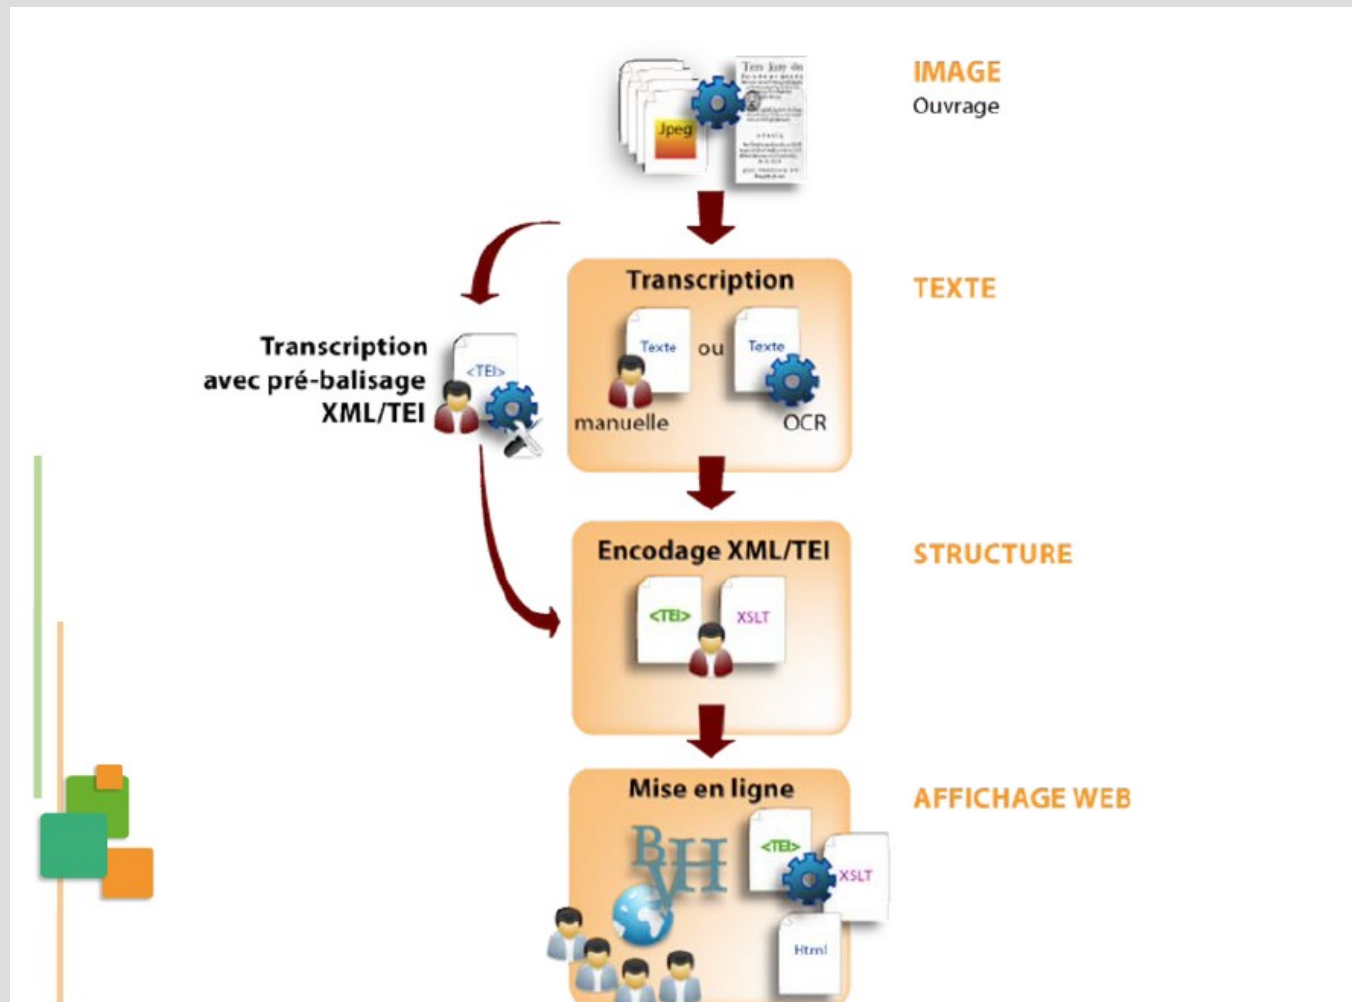 IMAGE
Ouvrage
Jpeg
Transcription
TEXTE
Texte
ou
Texte
manuelle
OCR
Transcription
avec pré-balisage
XML/TEI
<TEI>
Encodage XML/TEI
STRUCTURE
<TEI>
XSLT
Mise en ligne
AFFICHAGE WEB
BVH
<TEI>
XSLT
Html